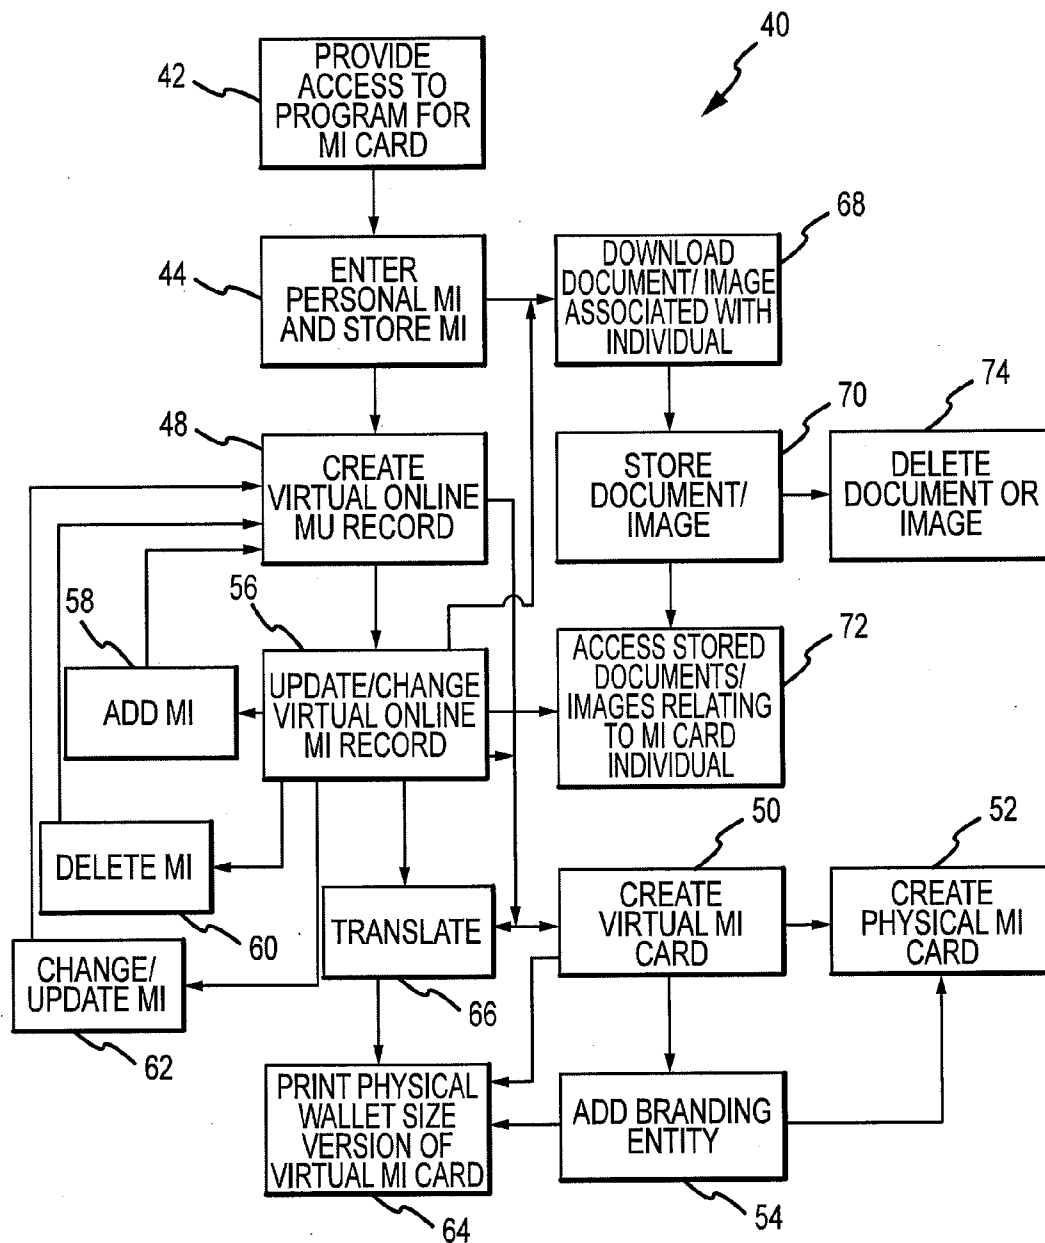 40
42
PROVIDE
ACCESS TO
PROGRAM FOR
MI CARD
44
ENTER
PERSONAL MI
AND STORE MI
68
DOWNLOAD
DOCUMENT/ IMAGE
ASSOCIATED WITH
INDIVIDUAL
48
CREATE
VIRTUAL ONLINE
MU RECORD
70
STORE
DOCUMENT/
IMAGE
74
DELETE
DOCUMENT OR
IMAGE
58
ADD MI
56
UPDATE/CHANGE
VIRTUAL ONLINE
MI RECORD
72
ACCESS STORED
DOCUMENTS/
IMAGES RELATING
TO MI CARD
INDIVIDUAL
DELETE MI
60
TRANSLATE
66
50
CREATE
VIRTUAL MI
CARD
52
CREATE
PHYSICAL MI
CARD
CHANGE/
UPDATE MI
62
PRINT PHYSICAL
WALLET SIZE
VERSION OF
VIRTUAL MI CARD
64
ADD BRANDING
ENTITY
54